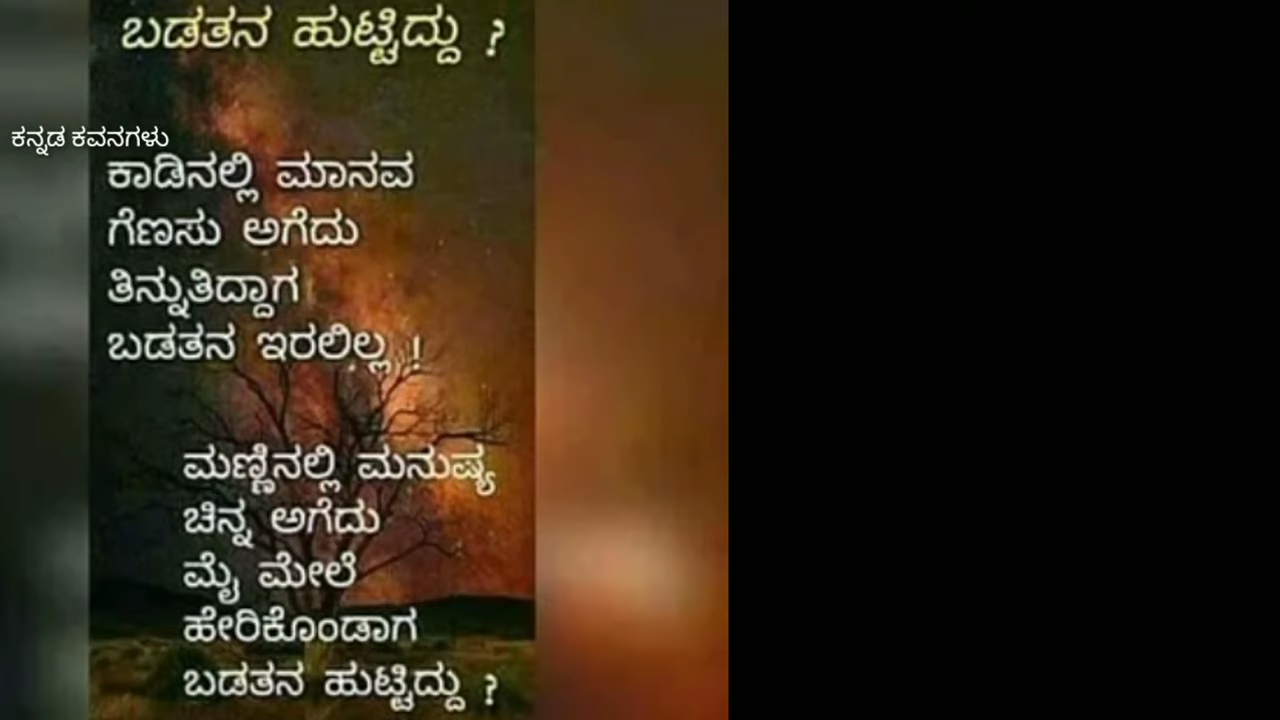 ಬಡತನ ಹುಟ್ಟಿದ್ದು ?
ಕನ್ನಡ ಕವನಗಳು
ಕಾಡಿನಲ್ಲಿ ಮಾನವ
ಗೆಣಸು ಅಗೆದು
ತಿನ್ನುತಿದ್ದಾಗ
ಬಡತನ ಇರಲಿಲ್ಲ !
ಮಣ್ಣಿನಲ್ಲಿ ಮನುಷ್ಯ
ಚಿನ್ನ ಅಗೆದು
ಮೈ ಮೇಲೆ
ಹೇರಿಕೊಂಡಾಗ
ಬಡತನ ಹುಟ್ಟಿದ್ದು ?